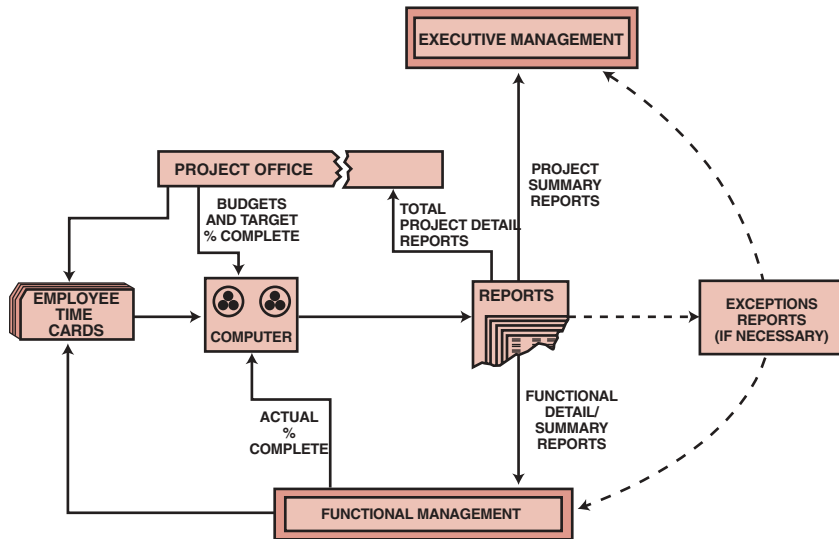 EXECUTIVE MANAGEMENT
PROJECT OFFICE
PROJECT
SUMMARY
REPORTS
BUDGETS
AND TARGET
% COMPLETE
TOTAL
PROJECT DETAIL
REPORTS
EMPLOYEE
TIME
CARDS
COMPUTER
REPORTS
EXCEPTIONS
REPORTS
(IF NECESSARY)
ACTUAL
%
COMPLETE
FUNCTIONAL
DETAIL/
SUMMARY
REPORTS
FUNCTIONAL MANAGEMENT